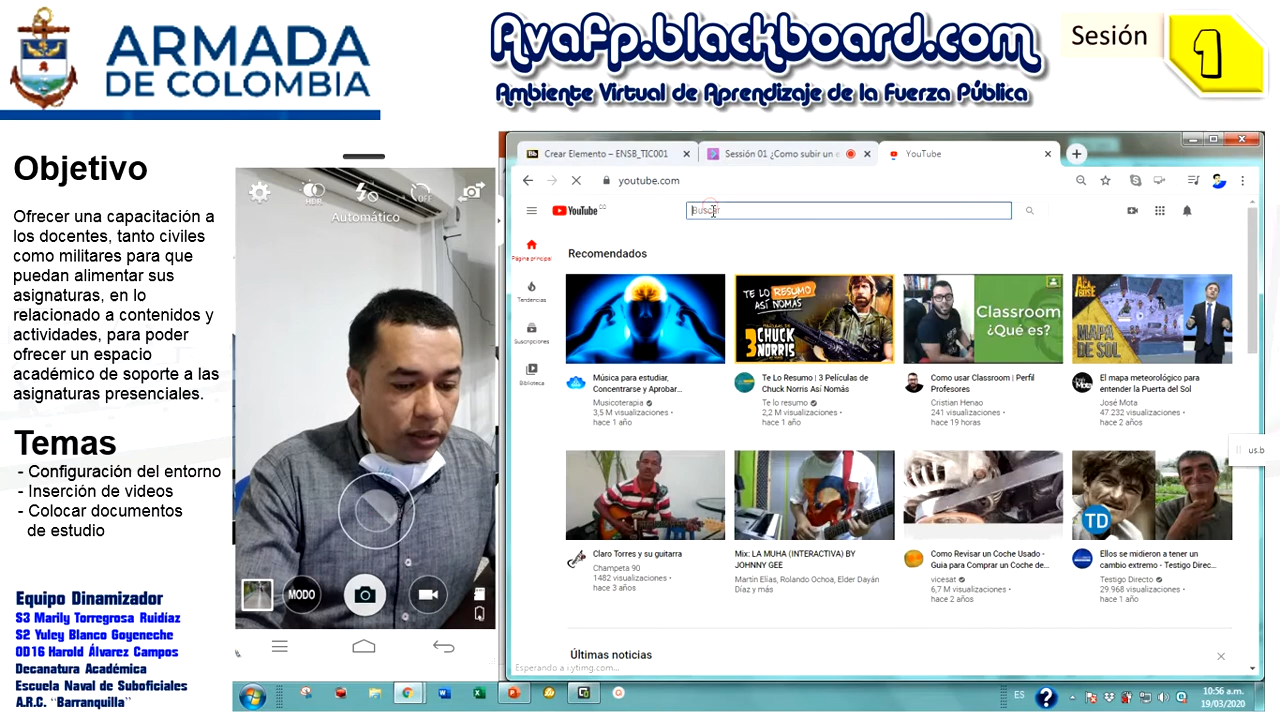 ARMADA
DE COLOMBIA
AvaFp.blackboard.com
Ambiente Virtual de Aprendizaje de la Fuerza Pública
Sesión
1
Objetivo
Ofrecer una capacitación a
los docentes, tanto civiles
como militares para que
puedan alimentar sus
asignaturas, en lo
relacionado a contenidos y
actividades, para poder
ofrecer un espacio
académico de soporte a las
asignaturas presenciales.
Temas
- Configuración del entorno
- Inserción de videos
- Colocar documentos
de estudio
Equipo Dinamizador
S3 Marily Torregrosa Ruidíaz
S2 Yuley Blanco Goyeneche
OD16 Harold Álvarez Campos
Decanatura Académica
Escuela Naval de Suboficiales
A.R.C. "Barranquilla"
HDR
OFF
Automático
MODO
Bb Crear Elemento – ENSB_TIC001
Sessión 01 ¿Como subir un e
YouTube
youtube.com
YouTube CO
Buscar
Página principal
Tendencias
Suscripciones
Biblioteca
Recomendados
TE LO RESUMO
ASÍ NOMÁS
3 CHUCK
NORRIS
Classroom
¿Qué es?
MAPA
DE SOL
Música para estudiar,
Concentrarse y Aprobar...
Musicoterapia
3,5 M visualizaciones •
hace 1 año
Te Lo Resumo | 3 Películas de
Chuck Norris Así Nomás
Te lo resumo
2,2 M visualizaciones •
hace 1 año
Como usar Classroom | Perfil
Profesores
Cristian Henao
241 visualizaciones •
hace 19 horas
El mapa meteorológico para
entender la Puerta del Sol
José Mota
47.232 visualizaciones •
hace 2 años
TD
Claro Torres y su guitarra
Champeta 90
1482 visualizaciones •
hace 3 años
Mix: LA MUHA (INTERACTIVA) BY
JOHNNY GEE
Martín Elías, Rolando Ochoa, Elder Dayán
Díaz y más
Como Revisar un Coche Usado -
Guia para Comprar un Coche de...
vicesat
6,7 M visualizaciones •
hace 2 años
Ellos se midieron a tener un
cambio extremo - Testigo Direc...
Testigo Directo
29.968 visualizaciones •
hace 1 año
us.b
Últimas noticias
Esperando a i.ytimg.com...
ES
10:56 a.m.
19/03/2020